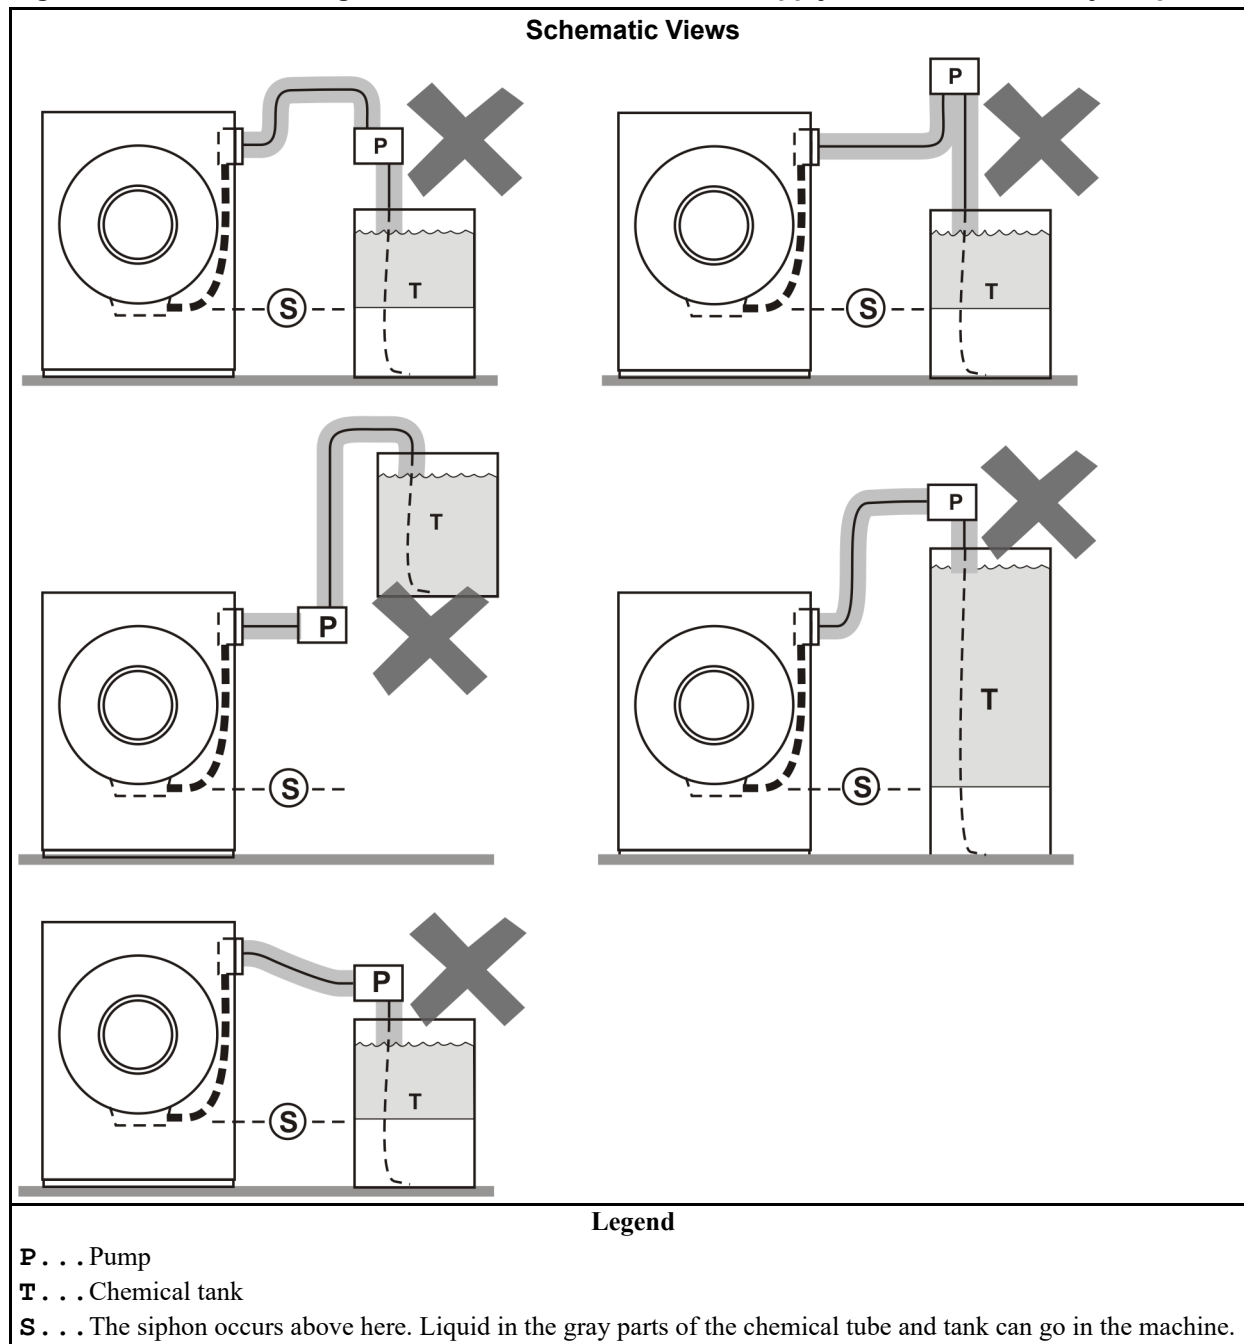 Schematic Views
P
P
T
S
T
S
T
P
P
T
S
S
P
T
S
Legend
P...Pump
T...Chemical tank
S...The siphon occurs above here. Liquid in the gray parts of the chemical tube and tank can go in the machine.